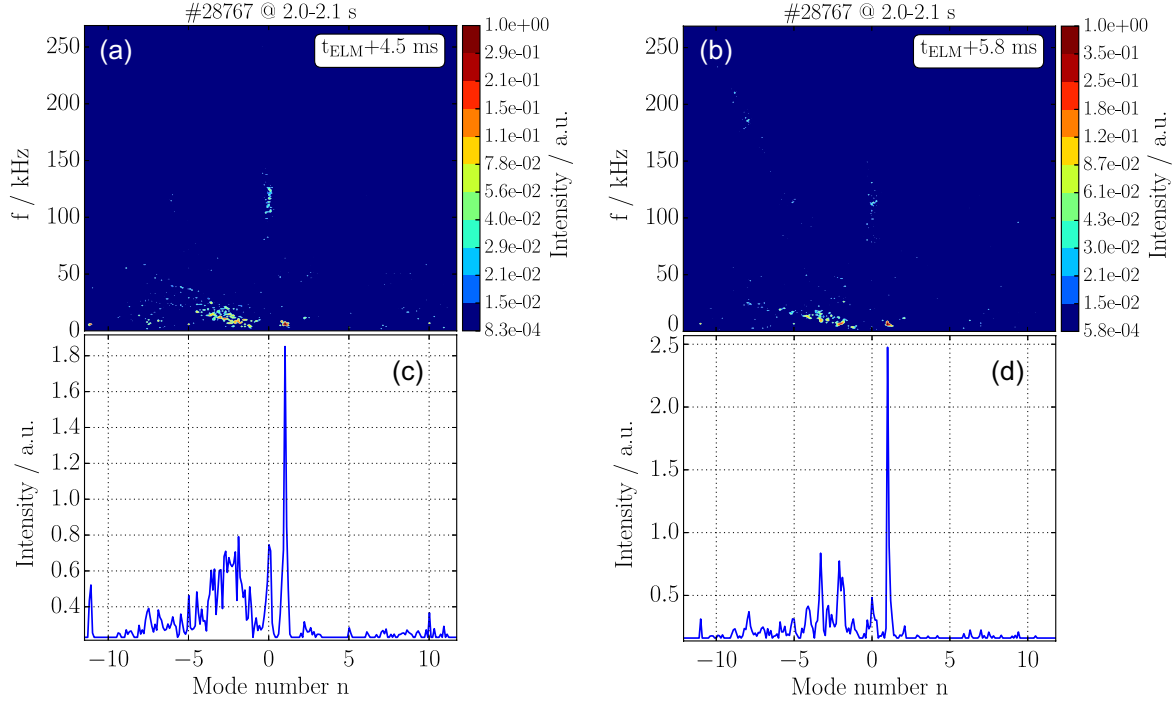 #28767 @ 2.0-2.1 s
(a)
t_ELM+4.5 ms
250
200
150
100
50
0
f / kHz
1.0e+00
2.9e-01
2.1e-01
1.5e-01
1.1e-01
7.8e-02
5.6e-02
4.0e-02
2.9e-02
2.1e-02
1.5e-02
8.3e-04
Intensity / a.u.
#28767 @ 2.0-2.1 s
(b)
t_ELM+5.8 ms
250
200
150
100
50
0
f / kHz
1.0e+00
3.5e-01
2.5e-01
1.8e-01
1.2e-01
8.7e-02
6.1e-02
4.3e-02
3.0e-02
2.1e-02
1.5e-02
5.8e-04
Intensity / a.u.
(c)
1.8
1.6
1.4
1.2
1.0
0.8
0.6
0.4
Intensity / a.u.
−10 −5 0 5 10
Mode number n
(d)
2.5
2.0
1.5
1.0
0.5
Intensity / a.u.
−10 −5 0 5 10
Mode number n